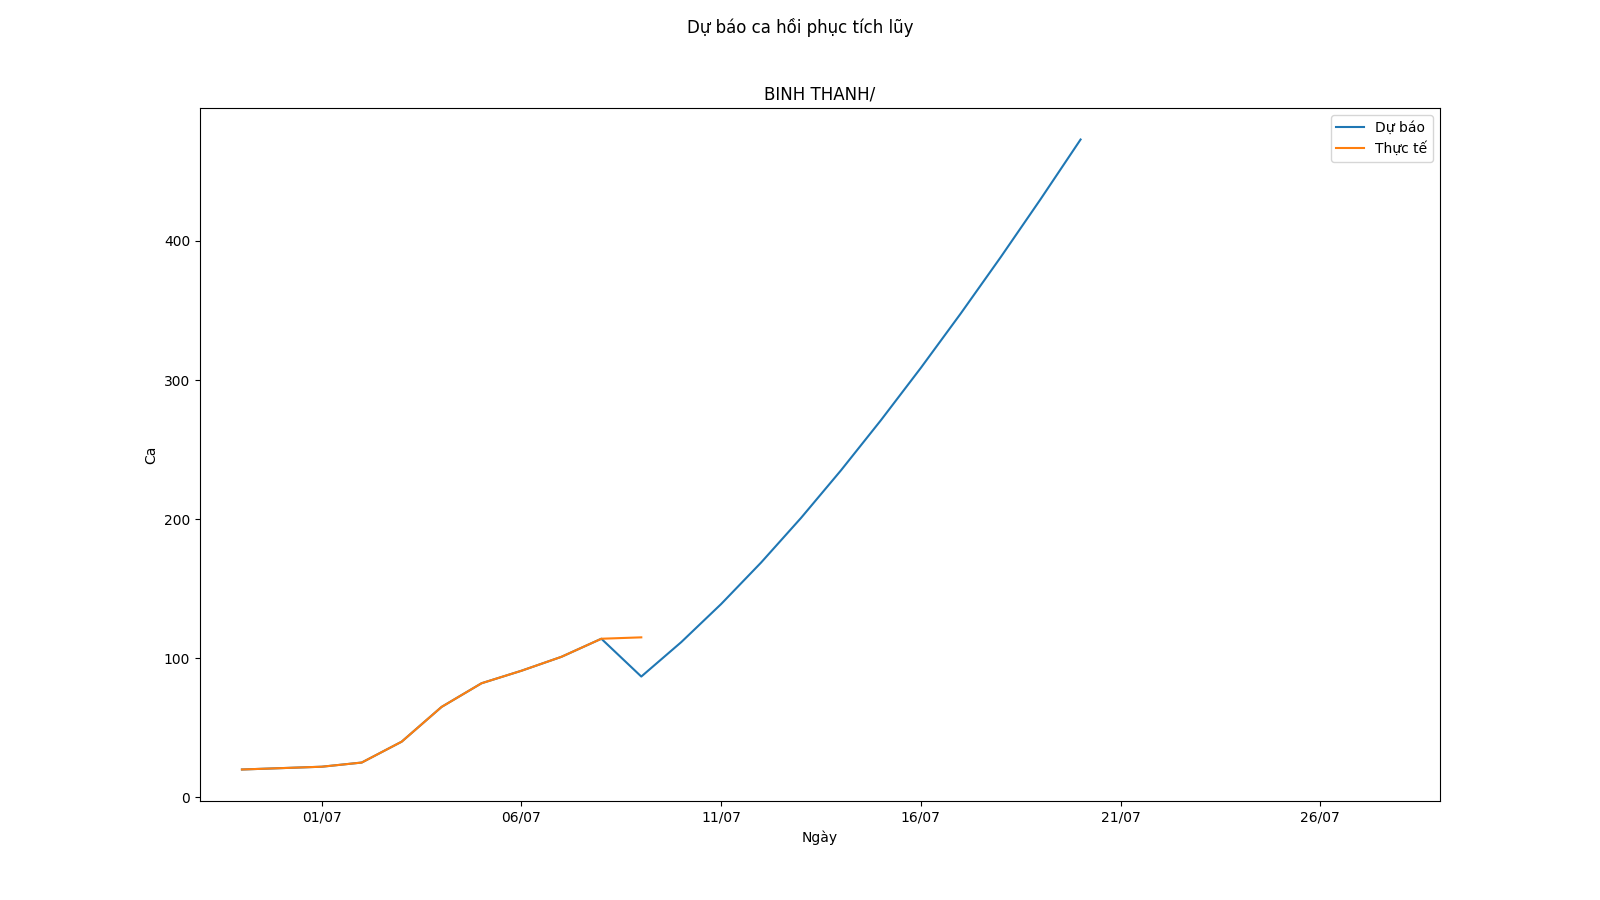 Dự báo ca hồi phục tích lũy
BINH THANH/
Dự báo
Thực tế
400
300
200
100
0
Ca
01/07
06/07
11/07
16/07
21/07
26/07
Ngày